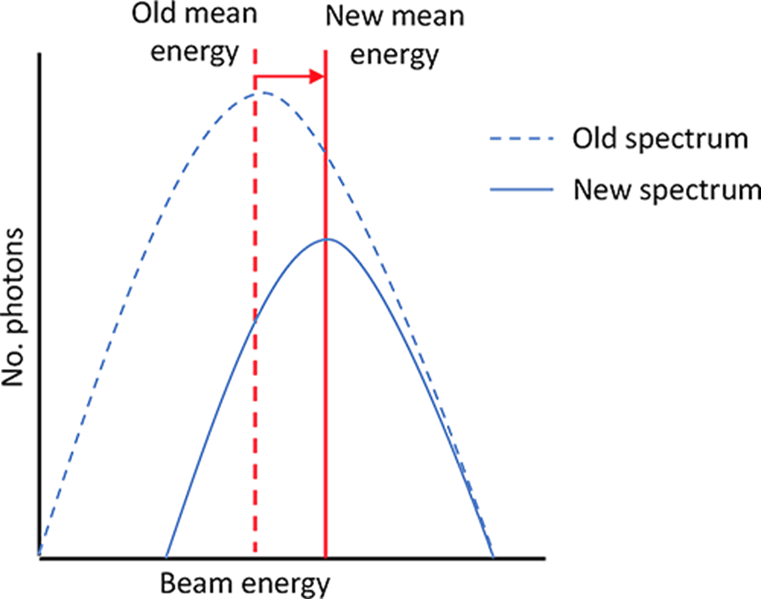 Old mean
energy
New mean
energy
Old spectrum
New spectrum
No. photons
Beam energy